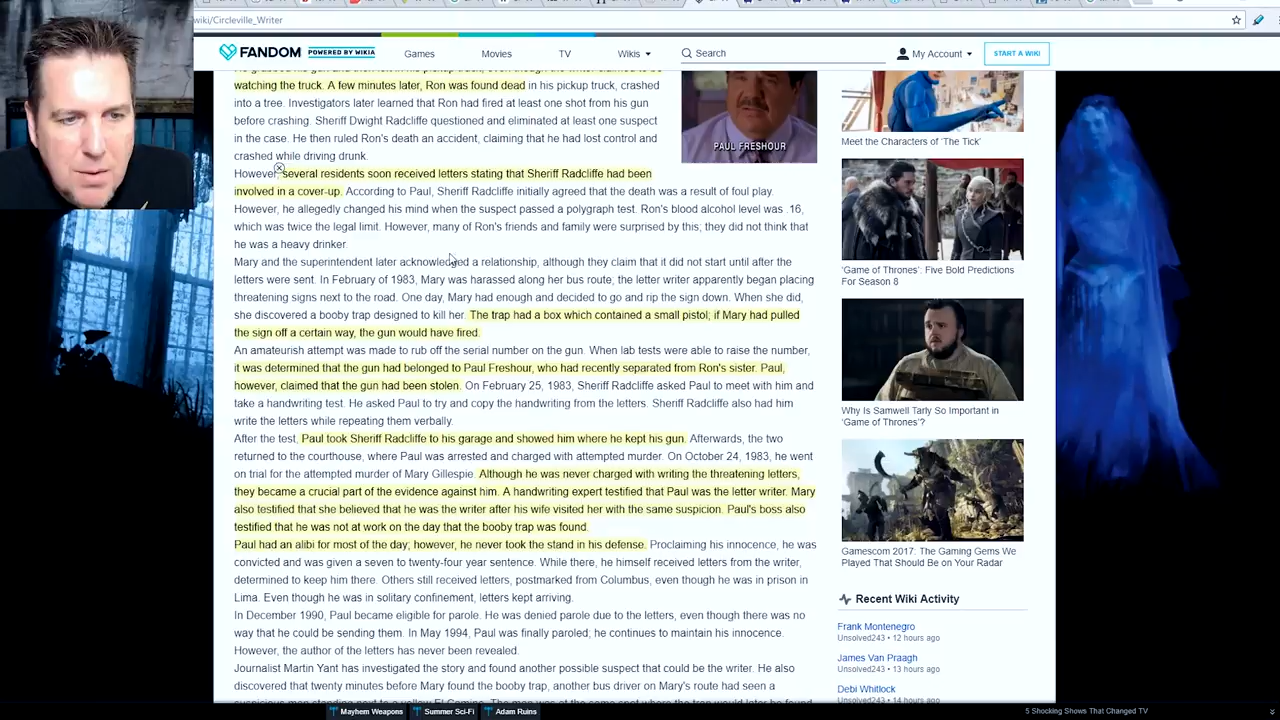 wiki/Circleville_Writer
FANDOM POWERED BY WIKIA Games Movies TV Wikis Search My Account START A WIKI
watching the truck. A few minutes later, Ron was found dead in his pickup truck, crashed
into a tree. Investigators later learned that Ron had fired at least one shot from his gun
before crashing. Sheriff Dwight Radcliffe questioned and eliminated at least one suspect
in the case. He then ruled Ron's death an accident, claiming that he had lost control and
crashed while driving drunk.
PAUL FRESHOUR
However, several residents soon received letters stating that Sheriff Radcliffe had been
involved in a cover-up. According to Paul, Sheriff Radcliffe initially agreed that the death was a result of foul play.
However, he allegedly changed his mind when the suspect passed a polygraph test. Ron's blood alcohol level was .16,
which was twice the legal limit. However, many of Ron's friends and family were surprised by this; they did not think that
he was a heavy drinker.
Mary and the superintendent later acknowledged a relationship, although they claim that it did not start until after the
letters were sent. In February of 1983, Mary was harassed along her bus route; the letter writer apparently began placing
threatening signs next to the road. One day, Mary had enough and decided to go and rip the sign down. When she did,
she discovered a booby trap designed to kill her. The trap had a box which contained a small pistol; if Mary had pulled
the sign off a certain way, the gun would have fired.
An amateurish attempt was made to rub off the serial number on the gun. When lab tests were able to raise the number,
it was determined that the gun had belonged to Paul Freshour, who had recently separated from Ron's sister. Paul,
however, claimed that the gun had been stolen. On February 25, 1983, Sheriff Radcliffe asked Paul to meet with him and
take a handwriting test. He asked Paul to try and copy the handwriting from the letters. Sheriff Radcliffe also had him
write the letters while repeating them verbally.
After the test, Paul took Sheriff Radcliffe to his garage and showed him where he kept his gun. Afterwards, the two
returned to the courthouse, where Paul was arrested and charged with attempted murder. On October 24, 1983, he went
on trial for the attempted murder of Mary Gillespie. Although he was never charged with writing the threatening letters,
they became a crucial part of the evidence against him. A handwriting expert testified that Paul was the letter writer. Mary
also testified that she believed that he was the writer after his wife visited her with the same suspicion. Paul's boss also
testified that he was not at work on the day that the booby trap was found.
Paul had an alibi for most of the day; however, he never took the stand in his defense. Proclaiming his innocence, he was
convicted and was given a seven to twenty-four year sentence. While there, he himself received letters from the writer,
determined to keep him there. Others still received letters, postmarked from Columbus, even though he was in prison in
Lima. Even though he was in solitary confinement, letters kept arriving.
In December 1990, Paul became eligible for parole. He was denied parole due to the letters, even though there was no
way that he could be sending them. In May 1994, Paul was finally paroled; he continues to maintain his innocence.
However, the author of the letters has never been revealed.
Journalist Martin Yant has investigated the story and found another possible suspect that could be the writer. He also
discovered that twenty minutes before Mary found the booby trap, another bus driver on Mary's route had seen a
Meet the Characters of 'The Tick'
'Game of Thrones': Five Bold Predictions
For Season 8
Why Is Samwell Tarly So Important in
'Game of Thrones'?
Gamescom 2017: The Gaming Gems We
Played That Should Be on Your Radar
Recent Wiki Activity
Frank Montenegro
Unsolved243 • 12 hours ago
James Van Praagh
Unsolved243 • 13 hours ago
Debi Whitlock
Unsolved243 • 14 hours ago
Mayhem Weapons Summer Sci-Fi Adam Ruins 5 Shocking Shows That Changed TV